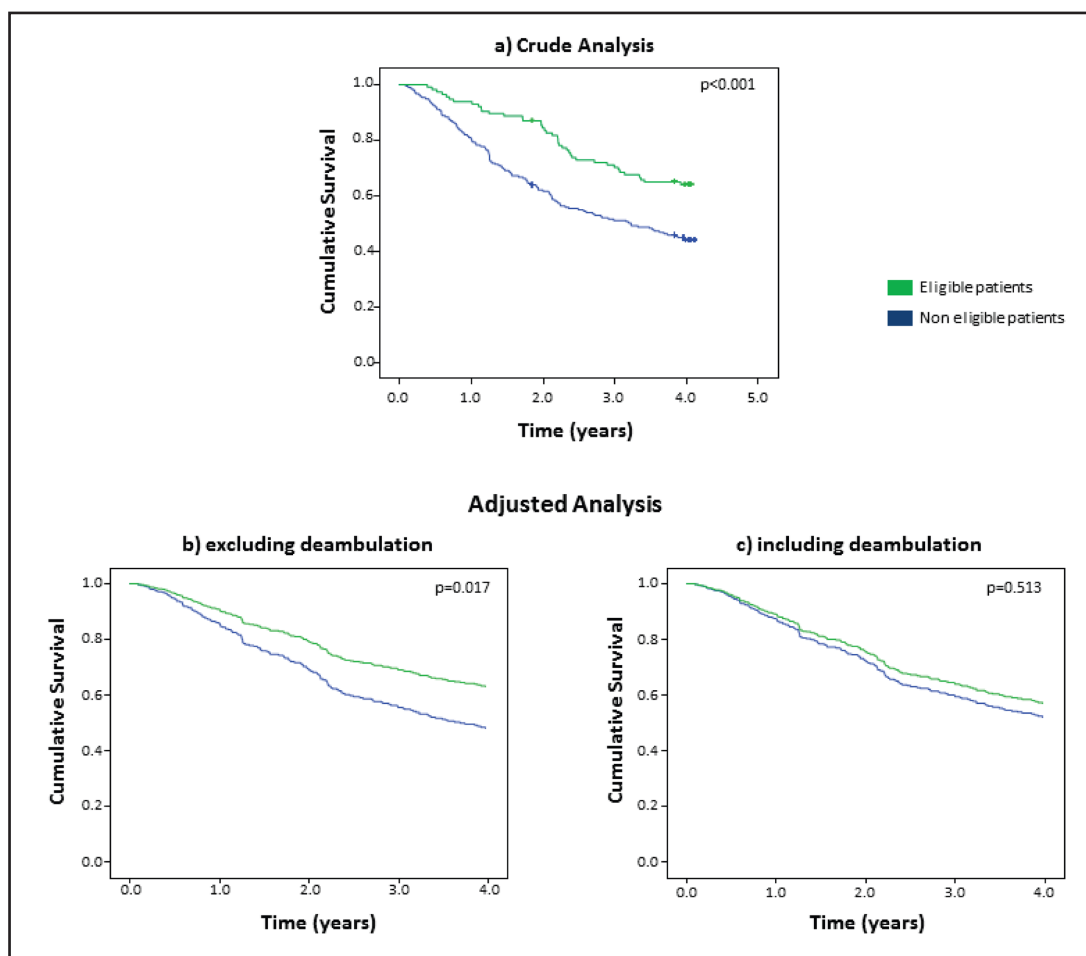 a) Crude Analysis
p<0.001
Cumulative Survival
1.0
0.8
0.6
0.4
0.2
0.0
0.0 1.0 2.0 3.0 4.0 5.0
Time (years)
Eligible patients
Non eligible patients
Adjusted Analysis
b) excluding deambulation
p=0.017
Cumulative Survival
1.0
0.8
0.6
0.4
0.2
0.0
0.0 1.0 2.0 3.0 4.0
Time (years)
c) including deambulation
p=0.513
Cumulative Survival
1.0
0.8
0.6
0.4
0.2
0.0
0.0 1.0 2.0 3.0 4.0
Time (years)